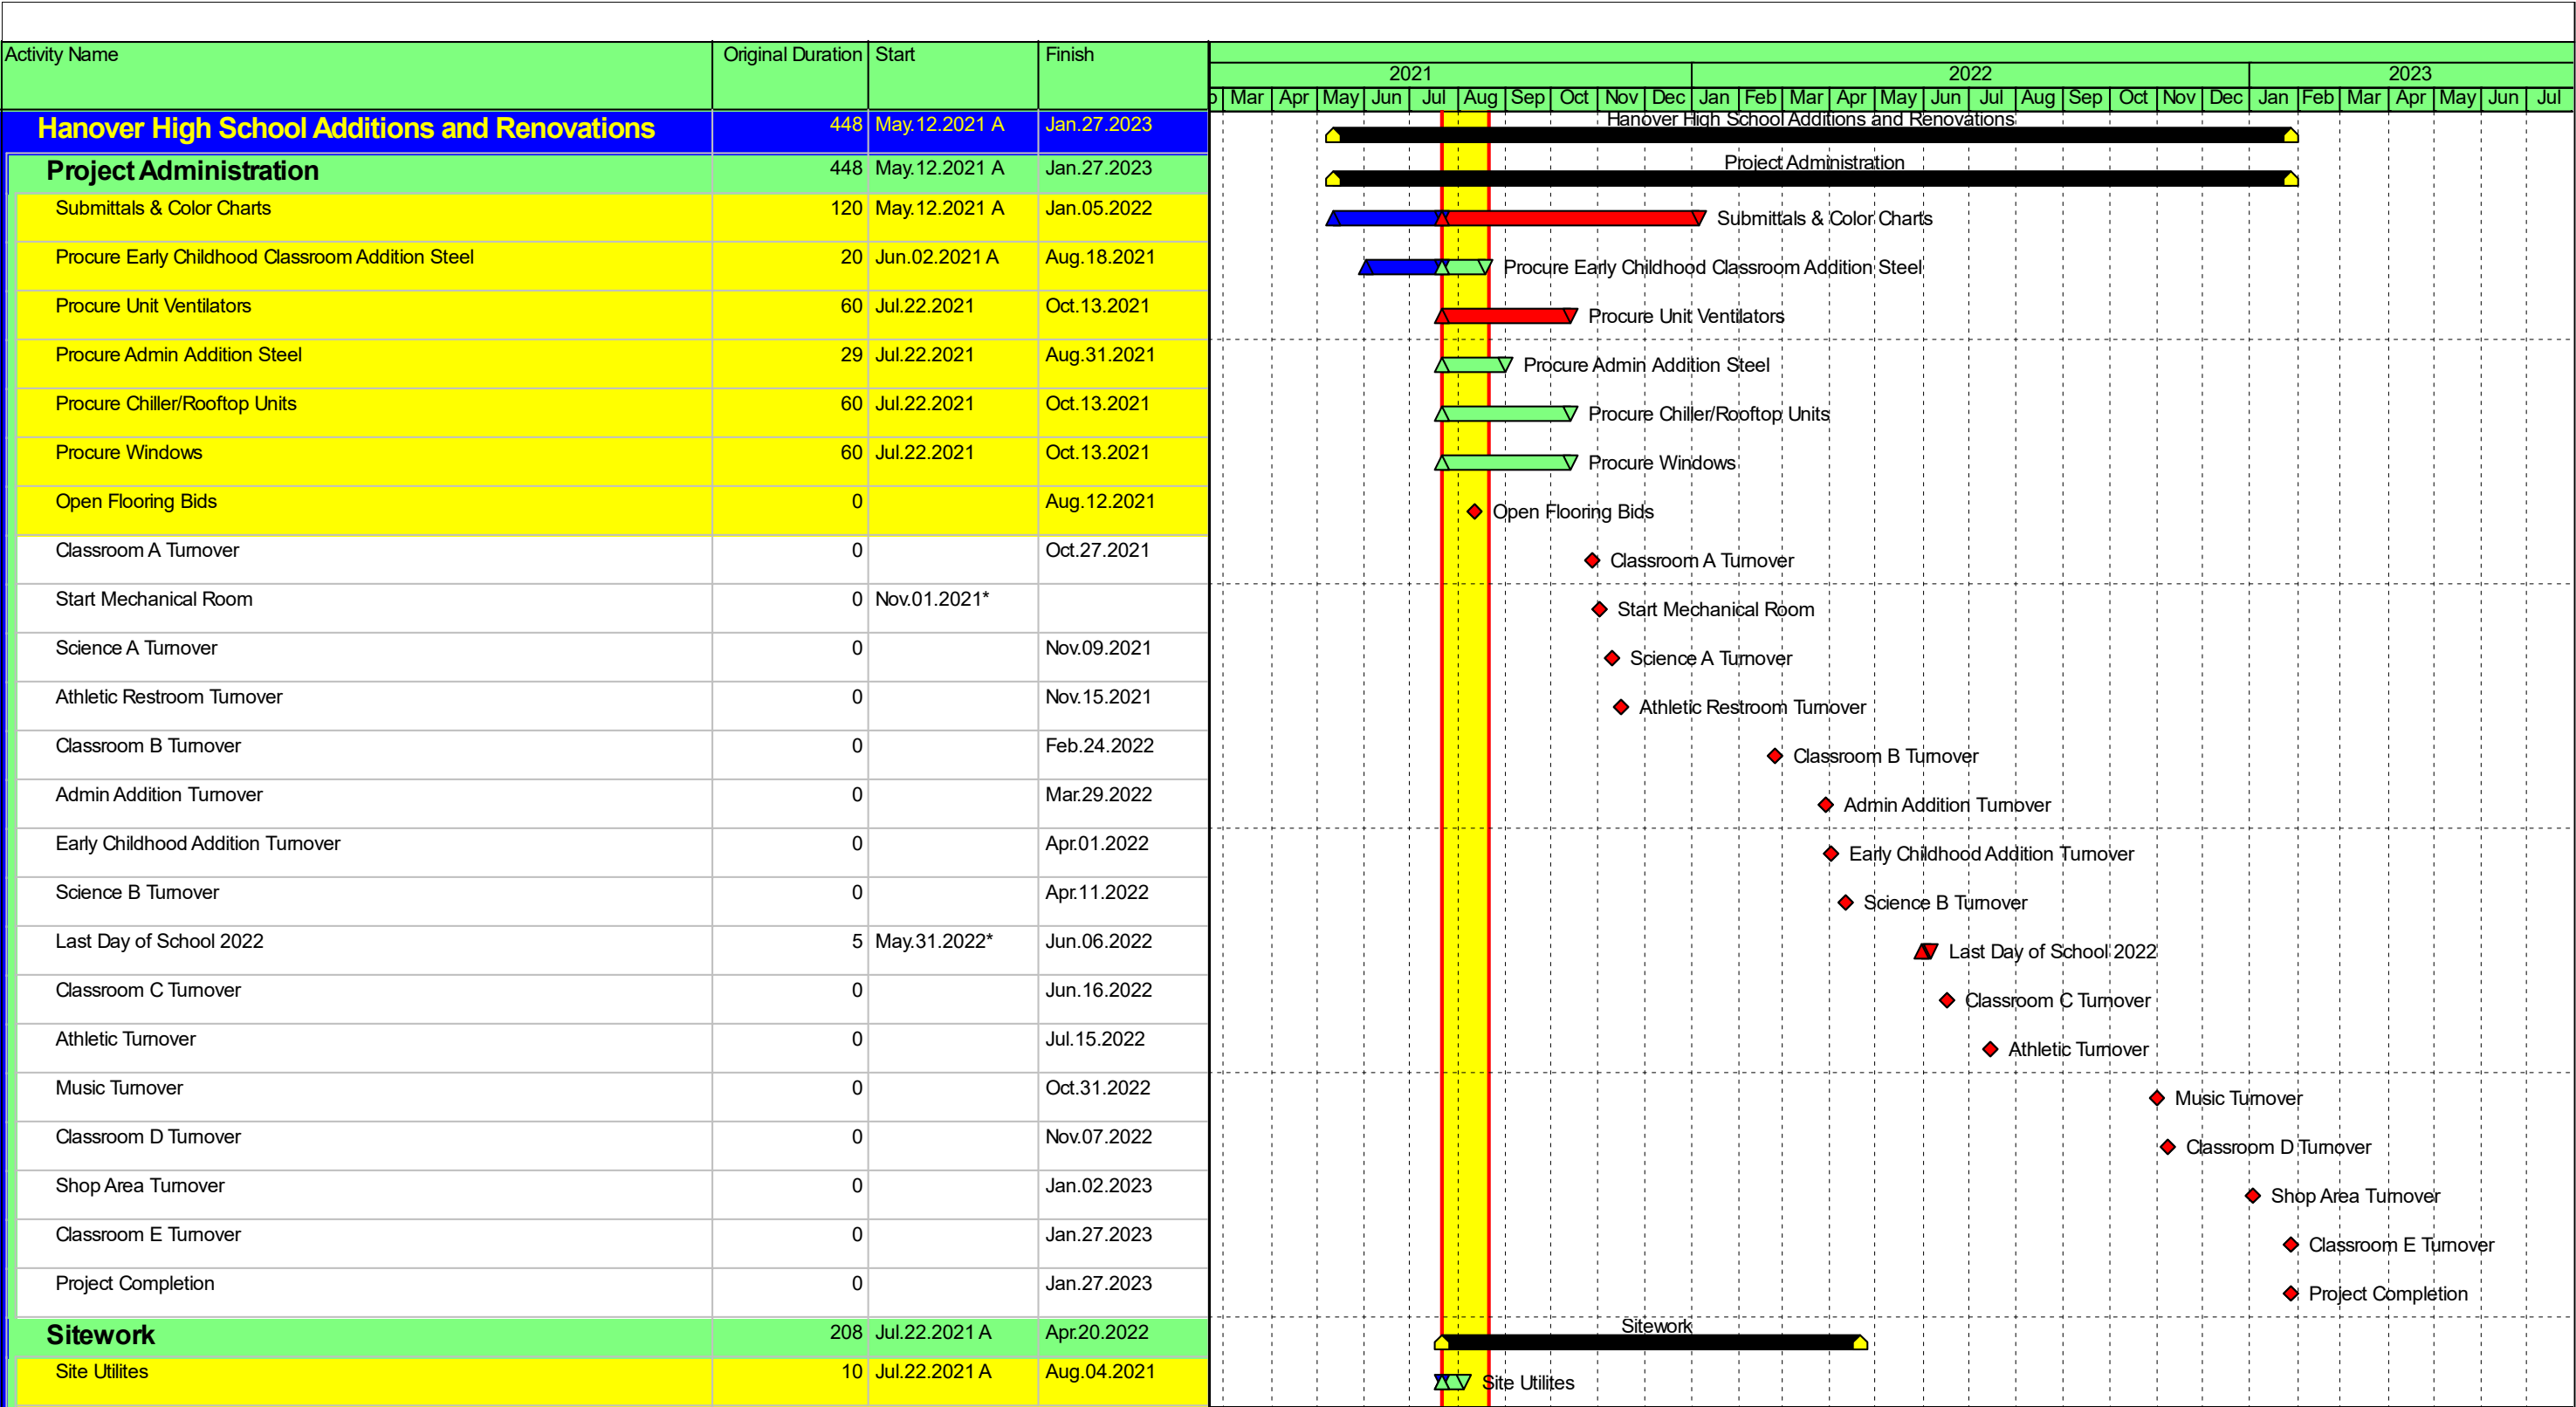 Activity Name Original Duration Start Finish
2021 2022 2023
Mar Apr May Jun Jul Aug Sep Oct Nov Dec Jan Feb Mar Apr May Jun Jul Aug Sep Oct Nov Dec Jan Feb Mar Apr May Jun Jul
Hanover High School Additions and Renovations 448 May.12.2021 A Jan.27.2023 Hanover High School Additions and Renovations
Project Administration 448 May.12.2021 A Jan.27.2023 Project Administration
Submittals & Color Charts 120 May.12.2021 A Jan.05.2022 Submittals & Color Charts
Procure Early Childhood Classroom Addition Steel 20 Jun.02.2021 A Aug.18.2021 Procure Early Childhood Classroom Addition Steel
Procure Unit Ventilators 60 Jul.22.2021 Oct.13.2021 Procure Unit Ventilators
Procure Admin Addition Steel 29 Jul.22.2021 Aug.31.2021 Procure Admin Addition Steel
Procure Chiller/Rooftop Units 60 Jul.22.2021 Oct.13.2021 Procure Chiller/Rooftop Units
Procure Windows 60 Jul.22.2021 Oct.13.2021 Procure Windows
Open Flooring Bids 0 Aug.12.2021 Open Flooring Bids
Classroom A Turnover 0 Oct.27.2021 Classroom A Turnover
Start Mechanical Room 0 Nov.01.2021* Start Mechanical Room
Science A Turnover 0 Nov.09.2021 Science A Turnover
Athletic Restroom Turnover 0 Nov.15.2021 Athletic Restroom Turnover
Classroom B Turnover 0 Feb.24.2022 Classroom B Turnover
Admin Addition Turnover 0 Mar.29.2022 Admin Addition Turnover
Early Childhood Addition Turnover 0 Apr.01.2022 Early Childhood Addition Turnover
Science B Turnover 0 Apr.11.2022 Science B Turnover
Last Day of School 2022 5 May.31.2022* Jun.06.2022 Last Day of School 2022
Classroom C Turnover 0 Jun.16.2022 Classroom C Turnover
Athletic Turnover 0 Jul.15.2022 Athletic Turnover
Music Turnover 0 Oct.31.2022 Music Turnover
Classroom D Turnover 0 Nov.07.2022 Classroom D Turnover
Shop Area Turnover 0 Jan.02.2023 Shop Area Turnover
Classroom E Turnover 0 Jan.27.2023 Classroom E Turnover
Project Completion 0 Jan.27.2023 Project Completion
Sitework 208 Jul.22.2021 A Apr.20.2022 Sitework
Site Utilites 10 Jul.22.2021 A Aug.04.2021 Site Utilites